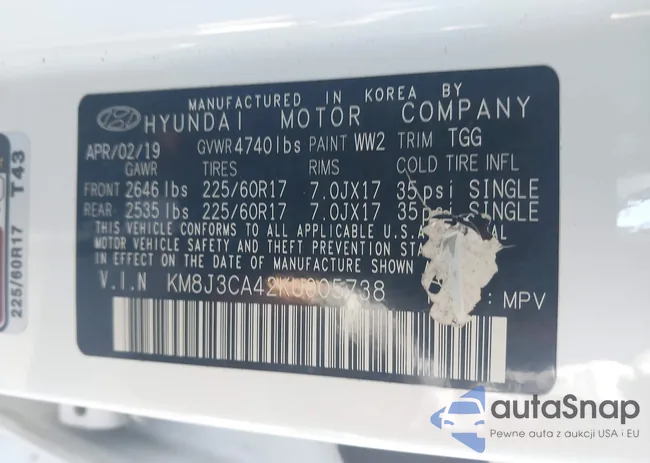 MANUFACTURED IN KOREA BY
HYUNDAI MOTOR COMPANY
APR/02/19 GVWR 4740lbs PAINT WW2 TRIM TGG
GAWR TIRES RIMS COLD TIRE INFL
FRONT 2646 lbs 225/60R17 7.0JX17 35psi SINGLE
REAR 2535 lbs 225/60R17 7.0JX17 35psi SINGLE
THIS VEHICLE CONFORMS TO ALL APPLICABLE U.S.A
MOTOR VEHICLE SAFETY AND THEFT PREVENTION STA
IN EFFECT ON THE DATE OF MANUFACTURE SHOWN
V.I.N KM8J3CA42KU005738 : MPV
225/60R17 T43
autaSnap
Pewne auta z aukcji USA i EU